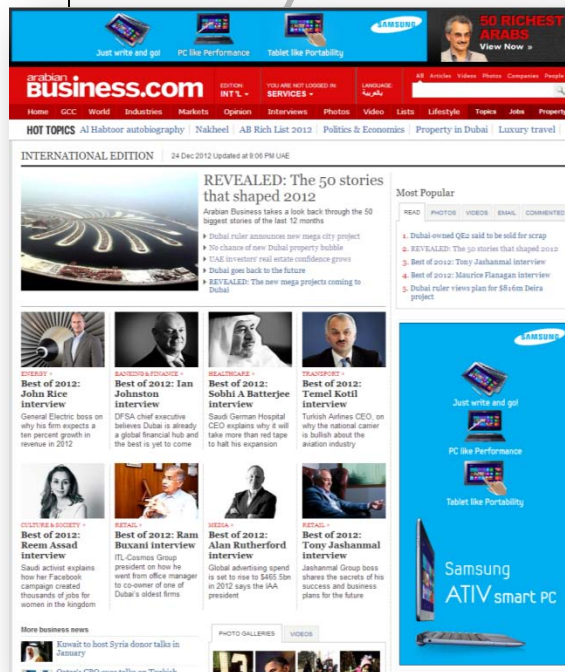 Just write and go!
PC like Performance
Tablet like Portability
SAMSUNG
50 RICHEST
ARABS
View Now »
arabian
Business.com
EDITION:
INT'L
YOU ARE NOT LOGGED IN:
SERVICES
LANGUAGE:
بالعربية
All Articles Videos Photos Companies People
Home GCC World Industries Markets Opinion Interviews Photos Video Lists Lifestyle Topics Jobs Property
HOT TOPICS Al Habtoor autobiography | Nakheel | AB Rich List 2012 | Politics & Economics | Property in Dubai | Luxury travel |
INTERNATIONAL EDITION 24 Dec 2012 Updated at 8:06 PM UAE
REVEALED: The 50 stories
that shaped 2012
Arabian Business takes a look back through the 50
biggest stories of the last 12 months
Dubai ruler announces new mega city project
No chance of new Dubai property bubble
UAE investors' real estate confidence grows
Dubai goes back to the future
REVEALED: The new mega projects coming to
Dubai
Most Popular
READ PHOTOS VIDEOS EMAIL COMMENTED
1. Dubai-owned QE2 said to be sold for scrap
2. REVEALED: The 50 stories that shaped 2012
3. Best of 2012: Tony Jashanmal interview
4. Best of 2012: Maurice Flanagan interview
5. Dubai ruler views plan for $816m Deira
project
ENERGY
Best of 2012:
John Rice
interview
General Electric boss on
why his firm expects a
ten percent growth in
revenue in 2012
BANKING & FINANCE
Best of 2012: Ian
Johnston
interview
DFSA chief executive
believes Dubai is already
a global financial hub and
the best is yet to come
HEALTHCARE
Best of 2012:
Sobhi A Batterjee
interview
Saudi German Hospital
CEO explains why it will
take more than red tape
to halt his expansion
TRANSPORT
Best of 2012:
Temel Kotil
interview
Turkish Airlines CEO, on
why the national carrier
is bullish about the
aviation industry
CULTURE & SOCIETY
Best of 2012:
Reem Assad
interview
Saudi activist explains
how her Facebook
campaign created
thousands of jobs for
women in the kingdom
RETAIL
Best of 2012: Ram
Buxani interview
ITL-Cosmos Group
president on how he
went from office manager
to co-owner of one of
Dubai's oldest firms
MEDIA
Best of 2012:
Alan Rutherford
interview
Global advertising spend
is set to rise to $465.5bn
in 2012 says the IAA
president
RETAIL
Best of 2012:
Tony Jashanmal
interview
Jashanmal Group boss
shares the secrets of his
success and business
plans for the future
SAMSUNG
Just write and go!
PC like Performance
Tablet like Portability
Samsung
ATIV smart PC
More business news
Kuwait to host Syria donor talks in
January
PHOTO GALLERIES VIDEOS